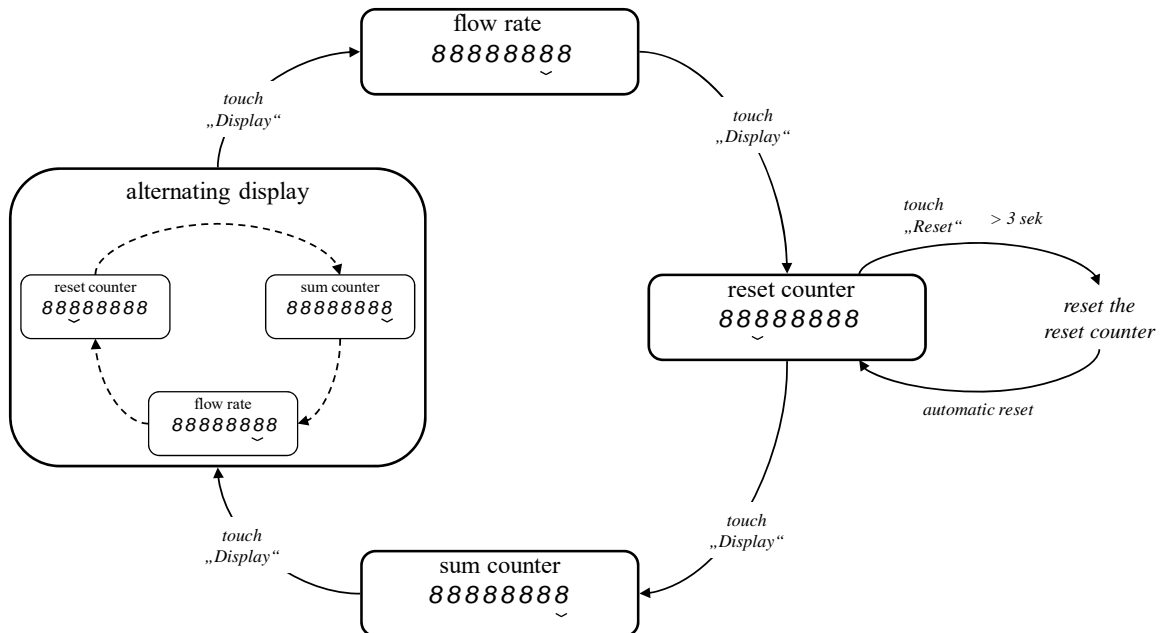 flow rate
88888888
touch
„Display“
touch
„Display“
alternating display
reset counter
88888888
sum counter
88888888
flow rate
88888888
touch
„Reset“ > 3 sek
reset counter
88888888
reset the
reset counter
automatic reset
touch
„Display“
touch
„Display“
sum counter
88888888